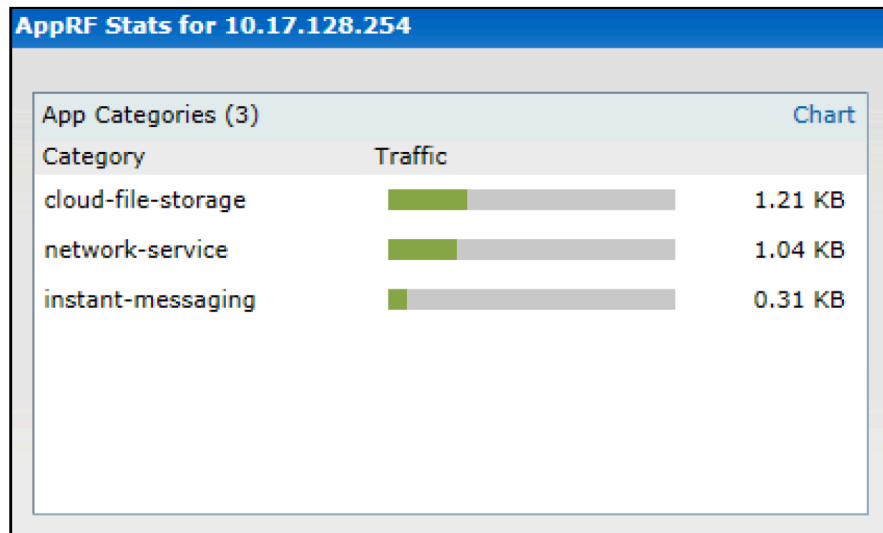 AppRF Stats for 10.17.128.254
App Categories (3) Chart
Category Traffic
cloud-file-storage 1.21 KB
network-service 1.04 KB
instant-messaging 0.31 KB